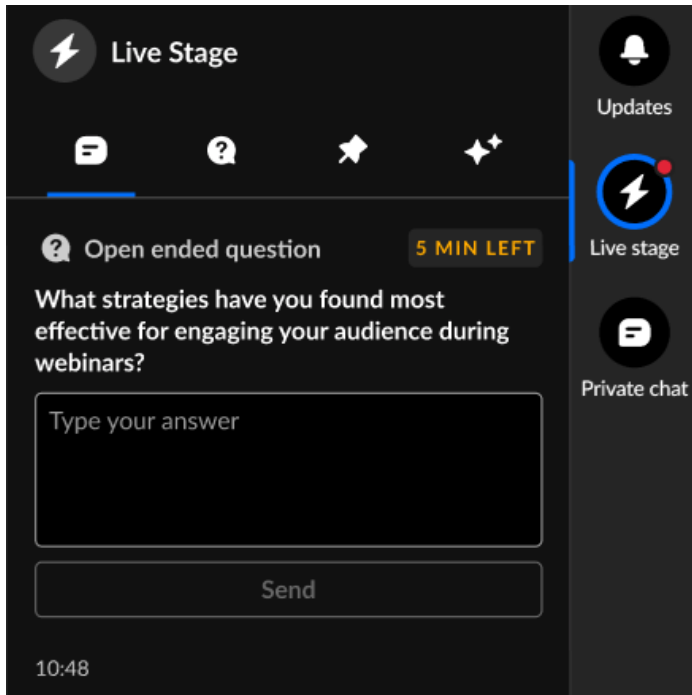 Live Stage
Open ended question
5 MIN LEFT
What strategies have you found most
effective for engaging your audience during
webinars?
Type your answer
Send
10:48
Updates
Live stage
Private chat